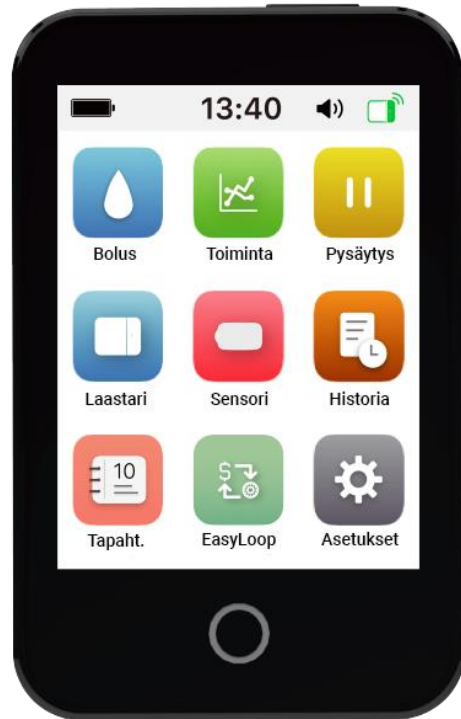 13:40
Bolus Toiminta Pysäytys
Laastari Sensori Historia
10
Tapaht. EasyLoop Asetukset